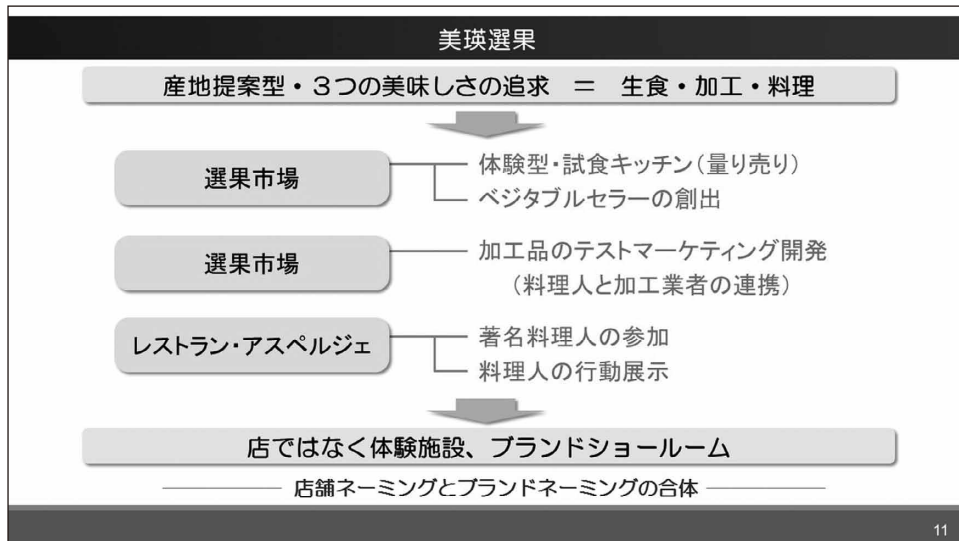 美瑛選果
産地提案型・３つの美味しさの追求　＝　生食・加工・料理
選果市場
体験型・試食キッチン（量り売り）
ベジタブルセラーの創出
選果市場
加工品のテストマーケティング開発
（料理人と加工業者の連携）
レストラン・アスペルジェ
著名料理人の参加
料理人の行動展示
店ではなく体験施設、ブランドショールーム
店舗ネーミングとブランドネーミングの合体
11